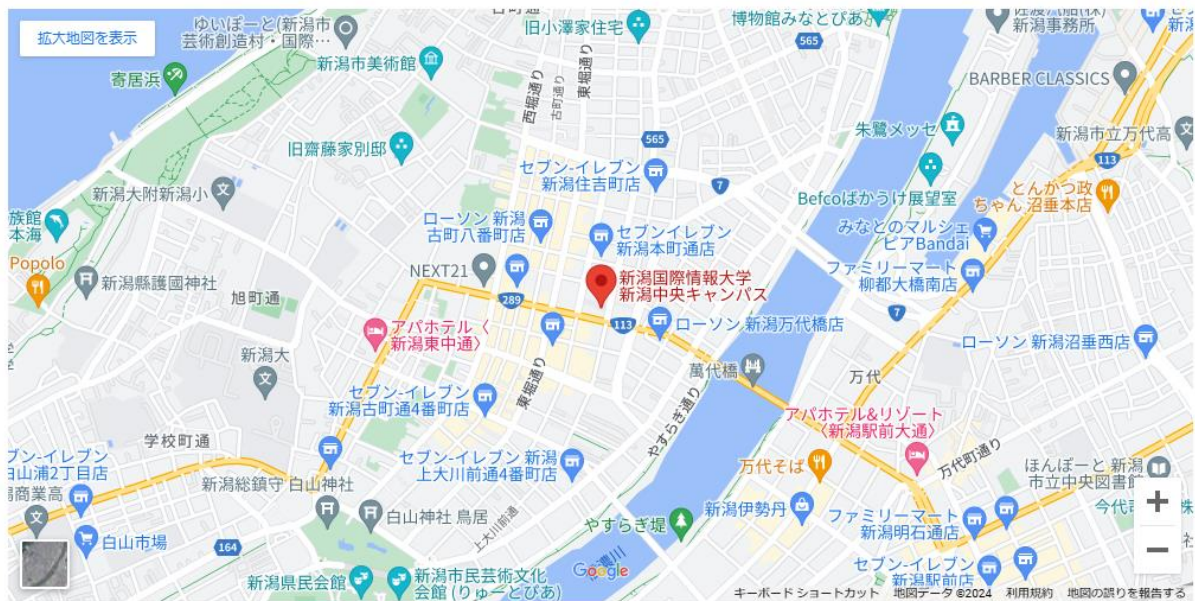 拡大地図を表示
ゆいぽーと(新潟市
芸術創造村・国際…
旧小澤家住宅
博物館みなとぴあ
565
佐渡汽船(株)
新潟事務所
寄居浜
新潟市美術館
西堀通り
古町通り
東堀通り
BARBER CLASSICS
旧齋藤家別邸
565
朱鷺メッセ
新潟市立万代高
113
新潟大附新潟小
セブン-イレブン
新潟住吉町店
7
Befcoばかうけ展望室
とんかつ政
ちゃん 沼垂本店
族館
本海
ローソン 新潟
古町八番町店
セブンイレブン
新潟本町通店
みなとのマルシェ
ピアBandai
Popolo
新潟縣護國神社
NEXT21
新潟国際情報大学
新潟中央キャンパス
ファミリーマート
柳都大橋南店
旭町通
289
113
7
アパホテル〈
新潟東中通〉
ローソン 新潟万代橋店
ローソン 新潟沼垂西店
新潟大
萬代橋
万代
セブン-イレブン
新潟古町通4番町店
東堀通り
やすらぎ通り
アパホテル&リゾート
〈新潟駅前大通〉
学校町通
ブン-イレブン
白山浦2丁目店
セブン-イレブン 新潟
上大川前通4番町店
万代そば
万代町通り
ほんぽーと 新潟
市立中央図書館
潟商業高
新潟総鎮守 白山神社
白山神社 鳥居
上大川前通
やすらぎ堤
新潟伊勢丹
ファミリーマート
新潟明石通店
今代司
株
白山市場
164
新潟県民会館
新潟市民芸術文化
会館 (りゅーとぴあ)
Google
セブン-イレブン
新潟駅前店
キーボード ショートカット
地図データ ©2024
利用規約
地図の誤りを報告する